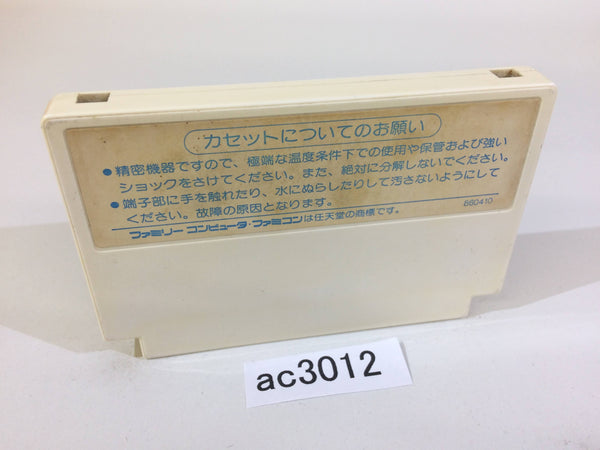 カセットについてのお願い
●精密機器ですので、極端な温度条件下での使用や保管および強い
ショックをさけてください。また、絶対に分解しないでください。
●端子部に手を触れたり、水にぬらしたりして汚さないようにして
ください。故障の原因となります。
ファミリー コンピュータ・ファミコンは任天堂の商標です。
860410
ac3012